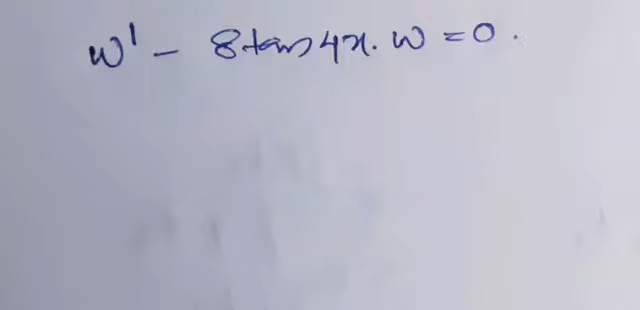 w' - 8tan4x. w = 0.